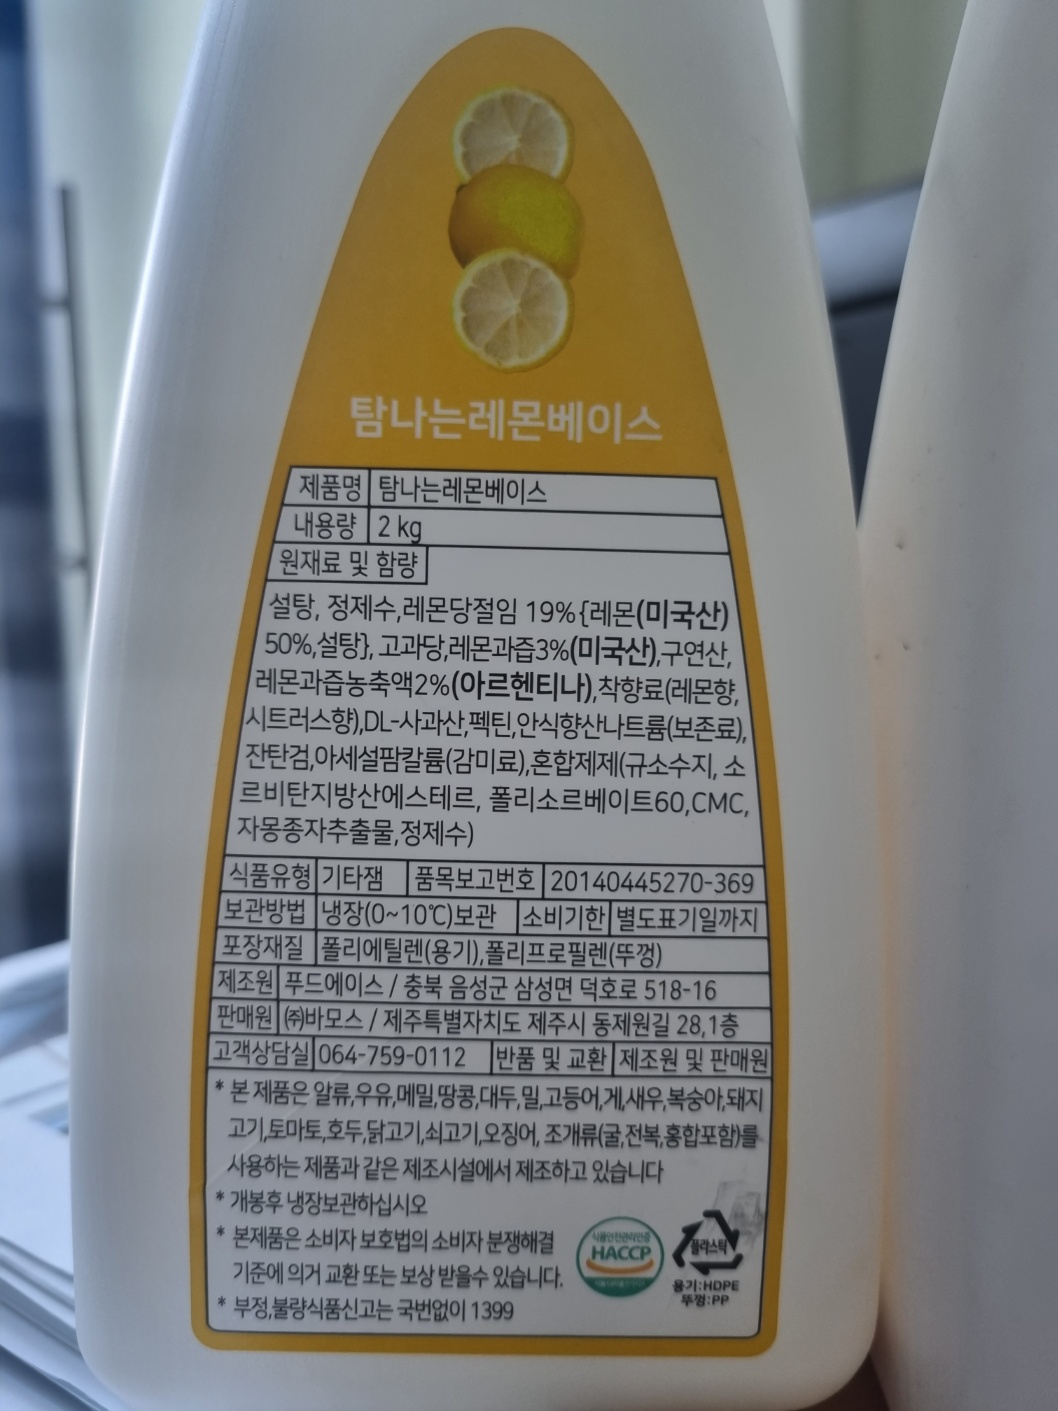 탐나는레몬베이스
제품명 탐나는레몬베이스
내용량 2 kg
원재료 및 함량
설탕, 정제수,레몬당절임 19%{레몬(미국산)
50%,설탕}, 고과당,레몬과즙3%(미국산),구연산,
레몬과즙농축액2%(아르헨티나),착향료(레몬향,
시트러스향),DL-사과산,펙틴,안식향산나트륨(보존료),
잔탄검,아세설팜칼륨(감미료),혼합제제(규소수지, 소
르비탄지방산에스테르, 폴리소르베이트60,CMC,
자몽종자추출물,정제수)
식품유형 기타잼 품목보고번호 20140445270-369
보관방법 냉장(0~10℃)보관 소비기한 별도표기일까지
포장재질 폴리에틸렌(용기),폴리프로필렌(뚜껑)
제조원 푸드에이스 / 충북 음성군 삼성면 덕호로 518-16
판매원 ㈜바모스 / 제주특별자치도 제주시 동제원길 28,1층
고객상담실 064-759-0112 반품 및 교환 제조원 및 판매원
* 본 제품은 알류,우유,메밀,땅콩,대두,밀,고등어,게,새우,복숭아,돼지
고기,토마토,호두,닭고기,쇠고기,오징어, 조개류(굴,전복,홍합포함)를
사용하는 제품과 같은 제조시설에서 제조하고 있습니다
* 개봉후 냉장보관하십시오
* 본제품은 소비자 보호법의 소비자 분쟁해결
기준에 의거 교환 또는 보상 받을수 있습니다.
* 부정,불량식품신고는 국번없이 1399
식품안전관리인증
HACCP
플라스틱
용기:HDPE
뚜껑:PP